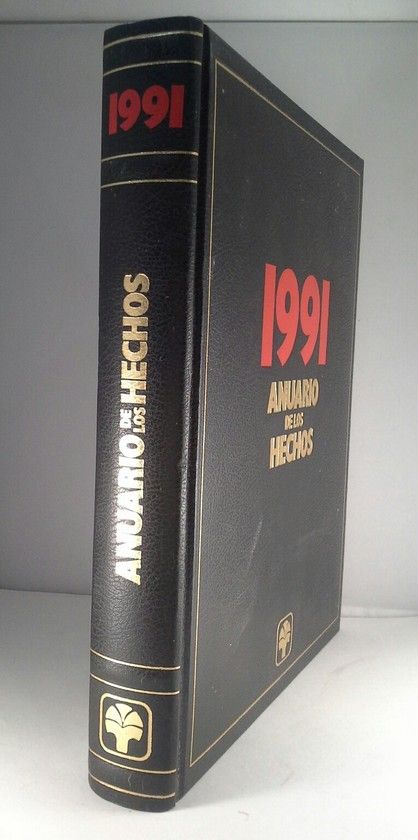 1991
ANUARIO DE LOS HECHOS
1991
ANUARIO
DE LOS
HECHOS